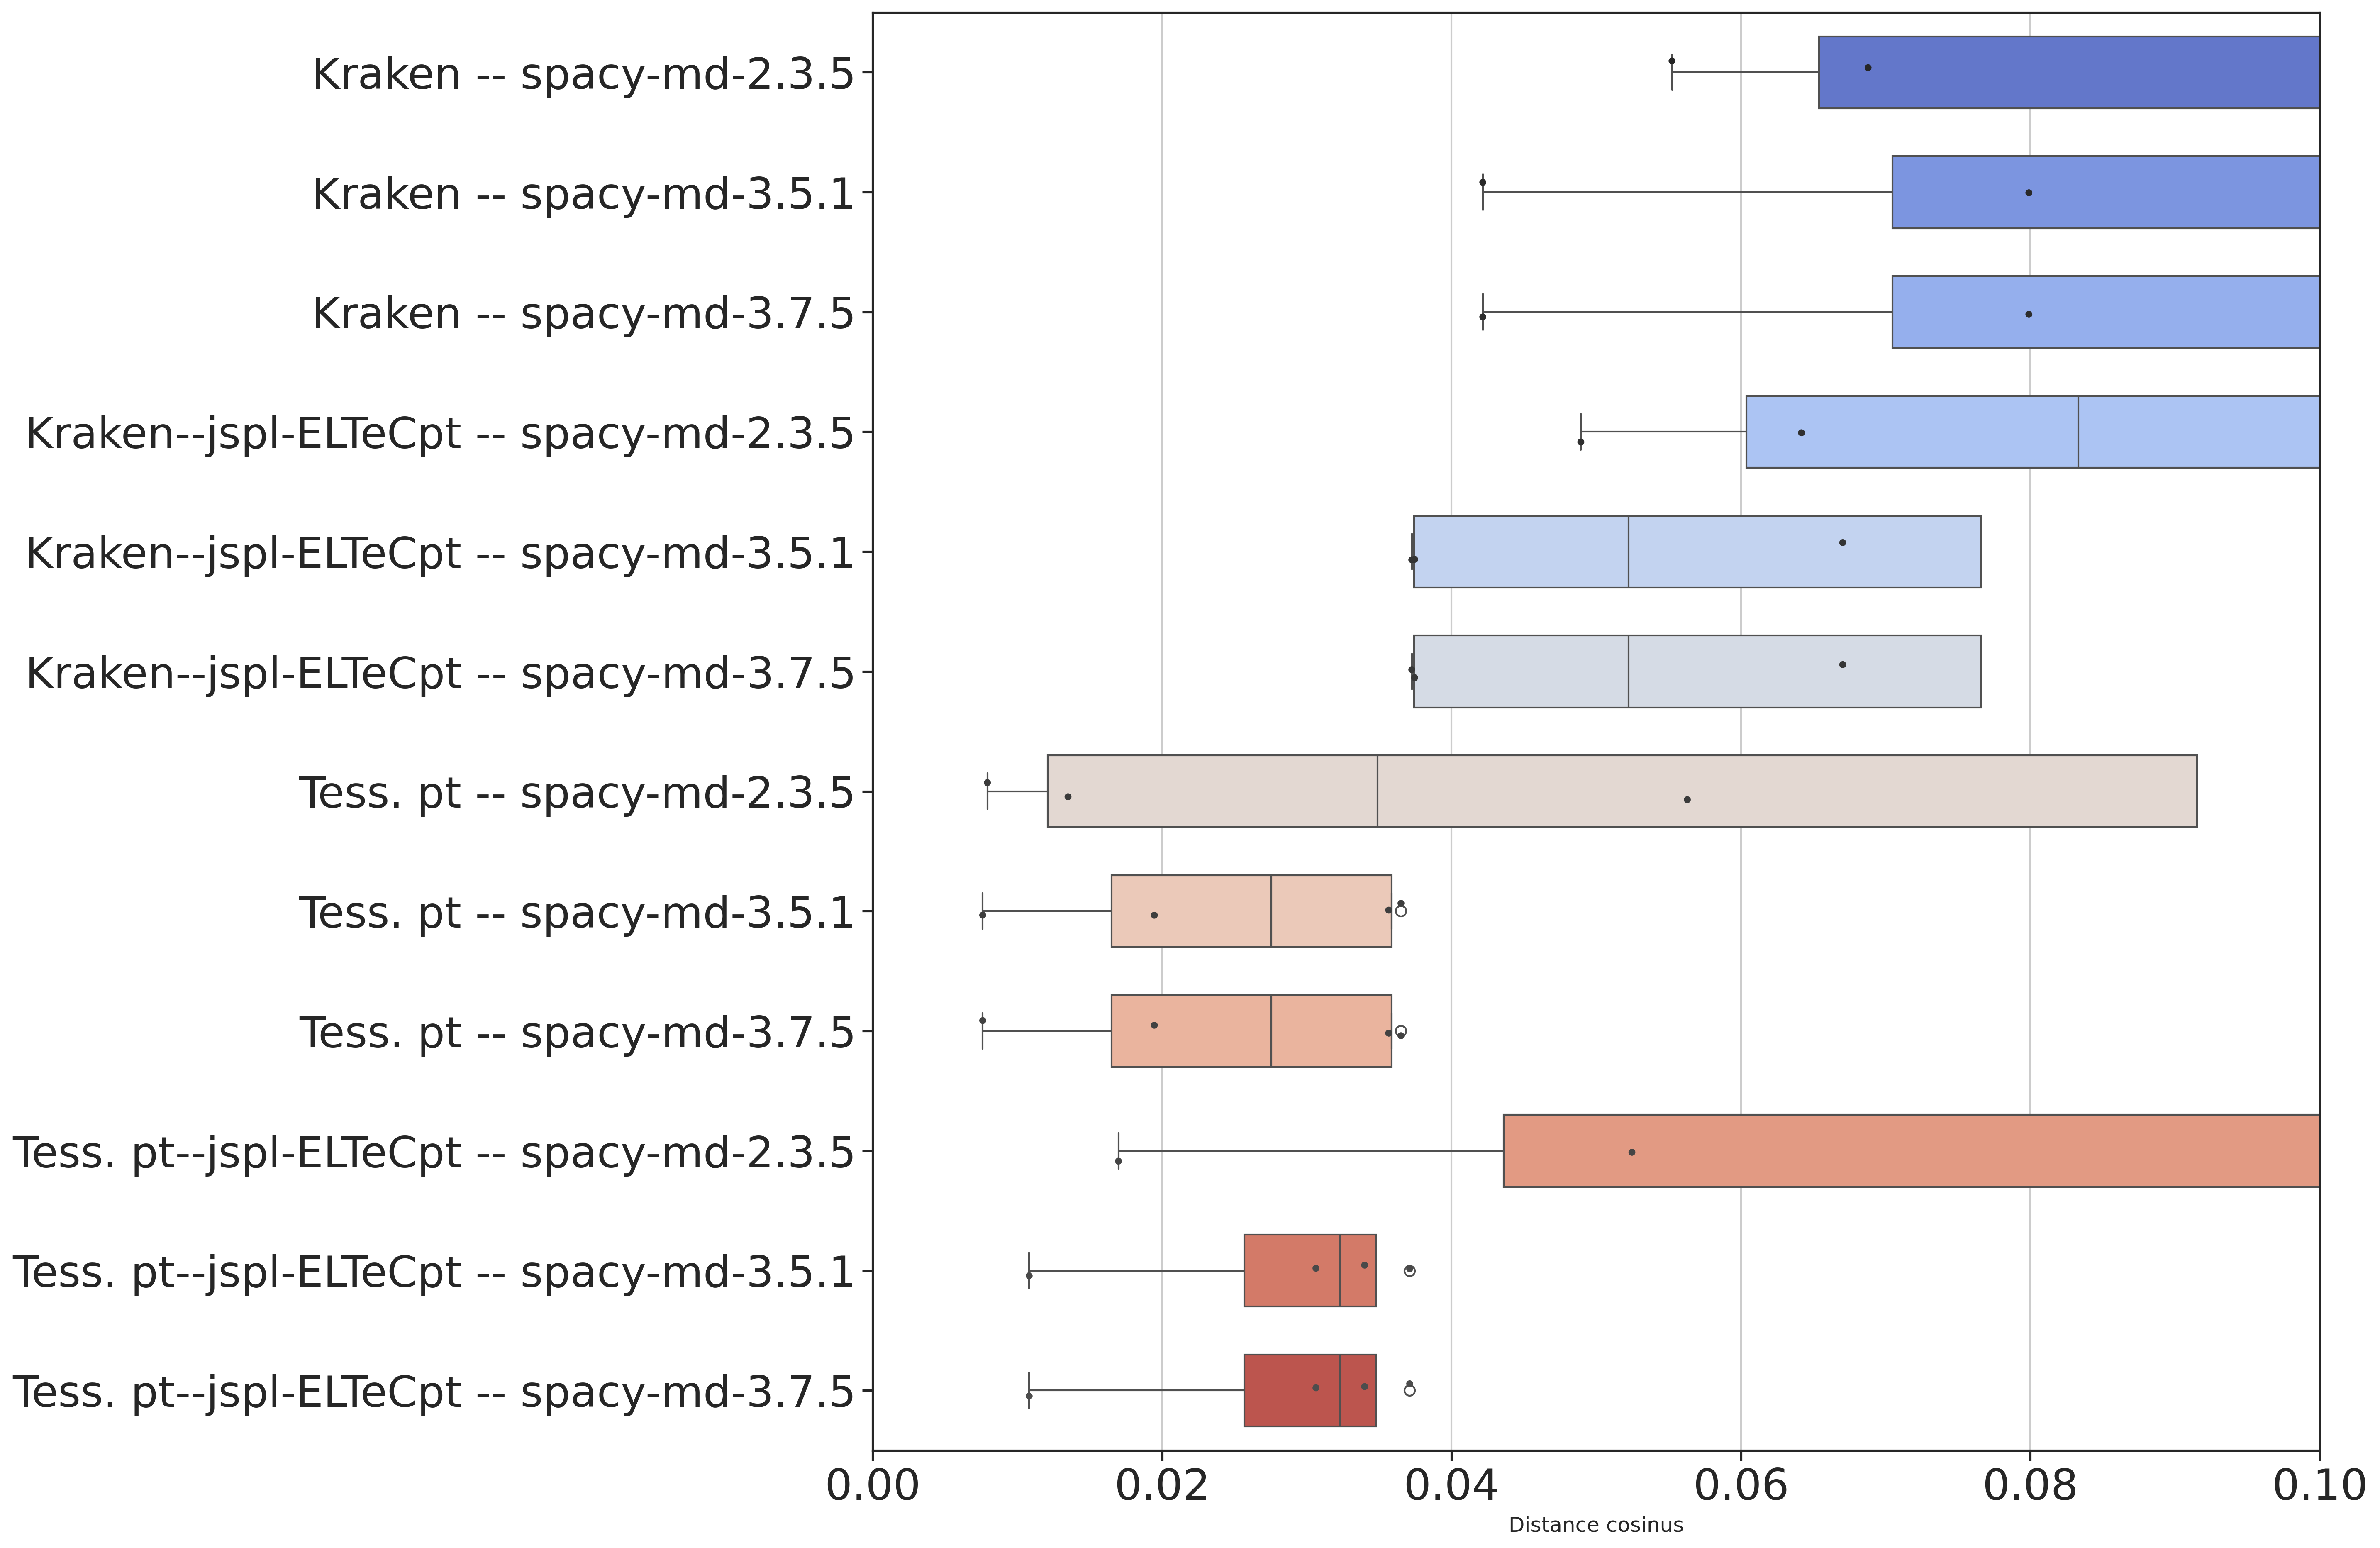 Kraken -- spacy-md-2.3.5
Kraken -- spacy-md-3.5.1
Kraken -- spacy-md-3.7.5
Kraken--jspl-ELTeCpt -- spacy-md-2.3.5
Kraken--jspl-ELTeCpt -- spacy-md-3.5.1
Kraken--jspl-ELTeCpt -- spacy-md-3.7.5
Tess. pt -- spacy-md-2.3.5
Tess. pt -- spacy-md-3.5.1
Tess. pt -- spacy-md-3.7.5
Tess. pt--jspl-ELTeCpt -- spacy-md-2.3.5
Tess. pt--jspl-ELTeCpt -- spacy-md-3.5.1
Tess. pt--jspl-ELTeCpt -- spacy-md-3.7.5
0.00 0.02 0.04 0.06 0.08 0.10
Distance cosinus